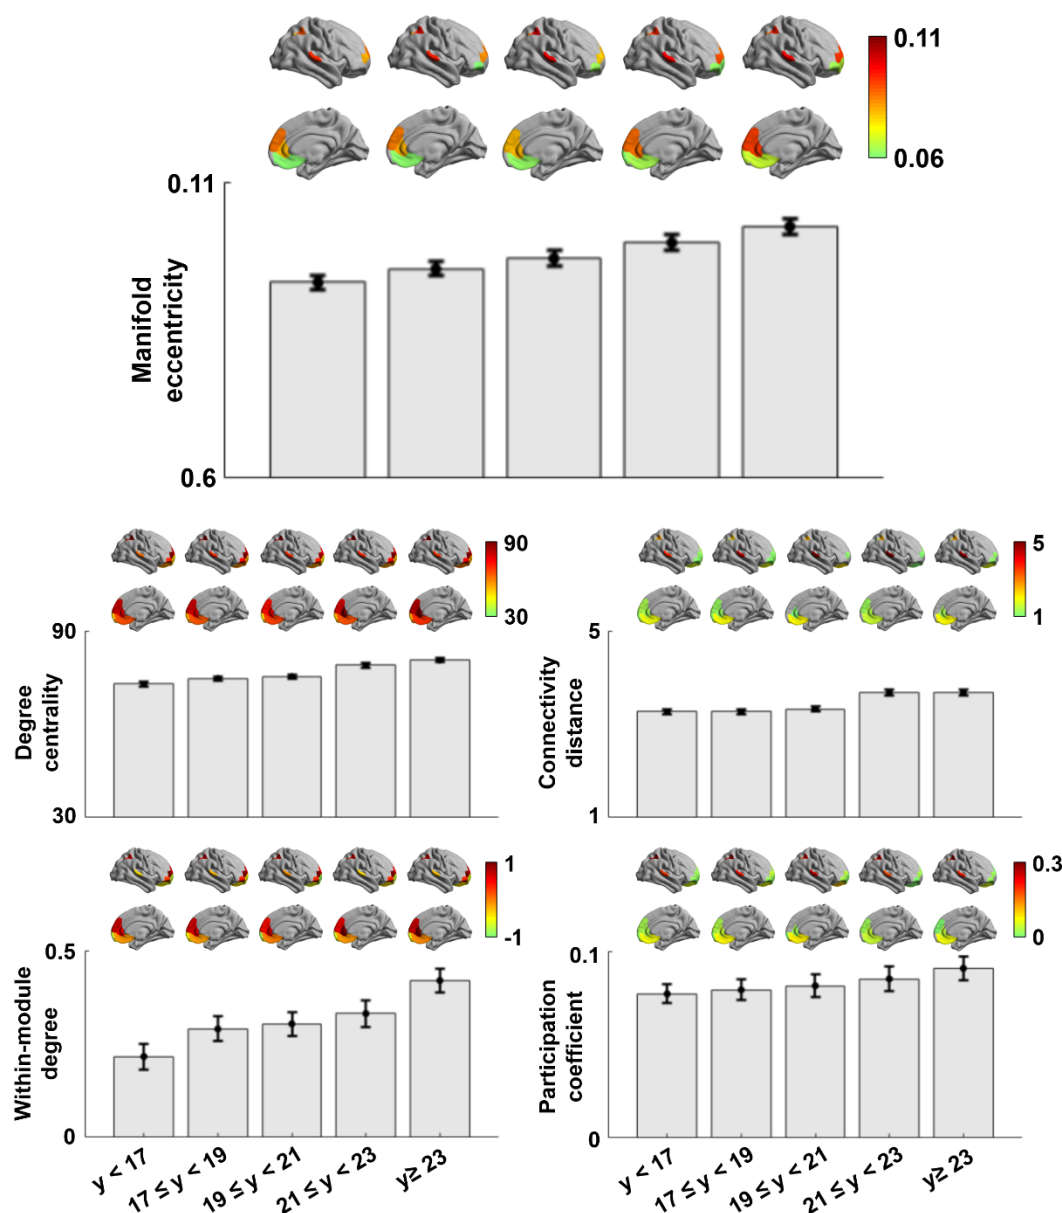 0.11
0.06
0.11
Manifold
eccentricity
0.6
90
30
90
Degree
centrality
30
5
1
5
Connectivity
distance
1
1
-1
0.5
Within-module
degree
0
y < 17
17 ≤ y < 19
19 ≤ y < 21
21 ≤ y < 23
y≥ 23
0.3
0
0.1
Participation
coefficient
0
y < 17
17 ≤ y < 19
19 ≤ y < 21
21 ≤ y < 23
y≥ 23